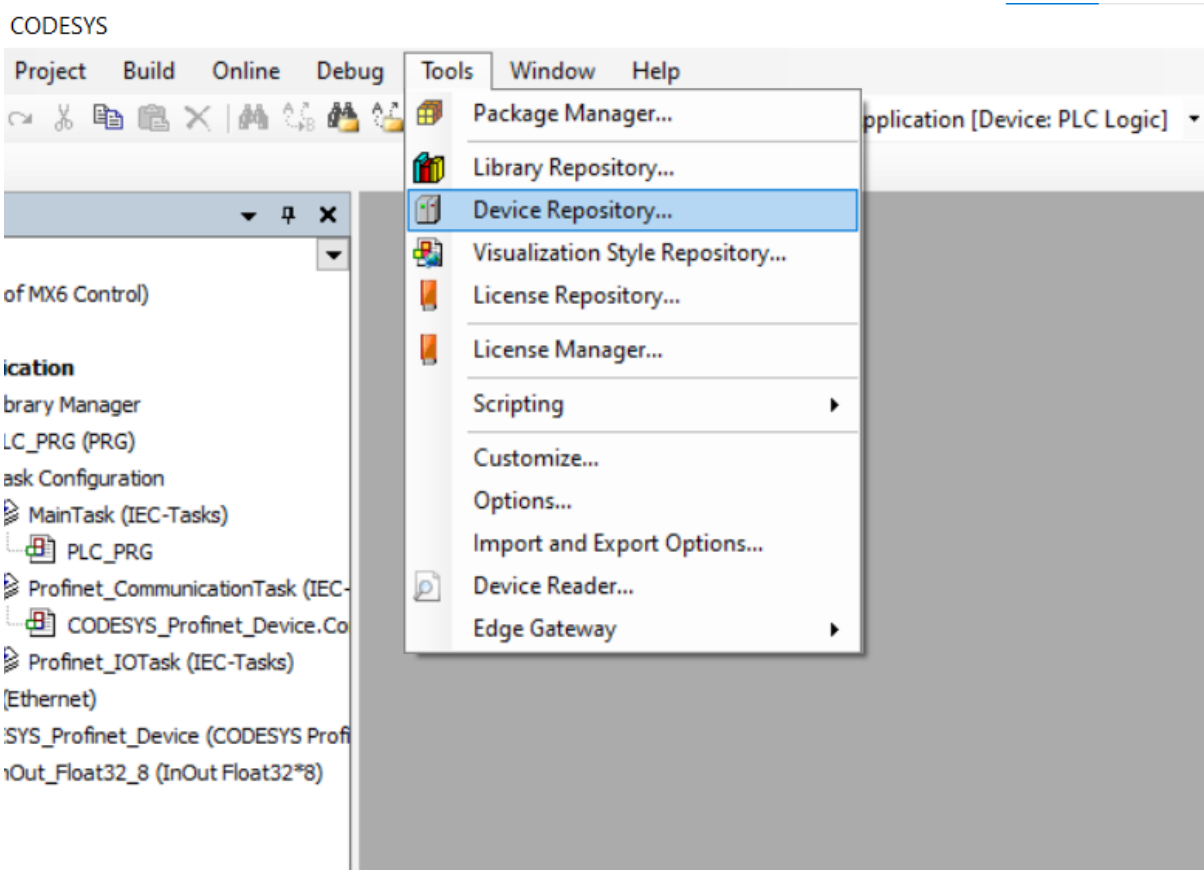 CODESYS
Project Build Online Debug Tools Window Help
Package Manager...
pplication [Device: PLC Logic]
Library Repository...
Device Repository...
Visualization Style Repository...
License Repository...
License Manager...
Scripting
Customize...
Options...
Import and Export Options...
Device Reader...
Edge Gateway
of MX6 Control)
ication
brary Manager
LC_PRG (PRG)
ask Configuration
MainTask (IEC-Tasks)
PLC_PRG
Profinet_CommunicationTask (IEC-
CODESYS_Profinet_Device.Co
Profinet_IOTask (IEC-Tasks)
(Ethernet)
SYS_Profinet_Device (CODESYS Profi
nOut_Float32_8 (InOut Float32*8)